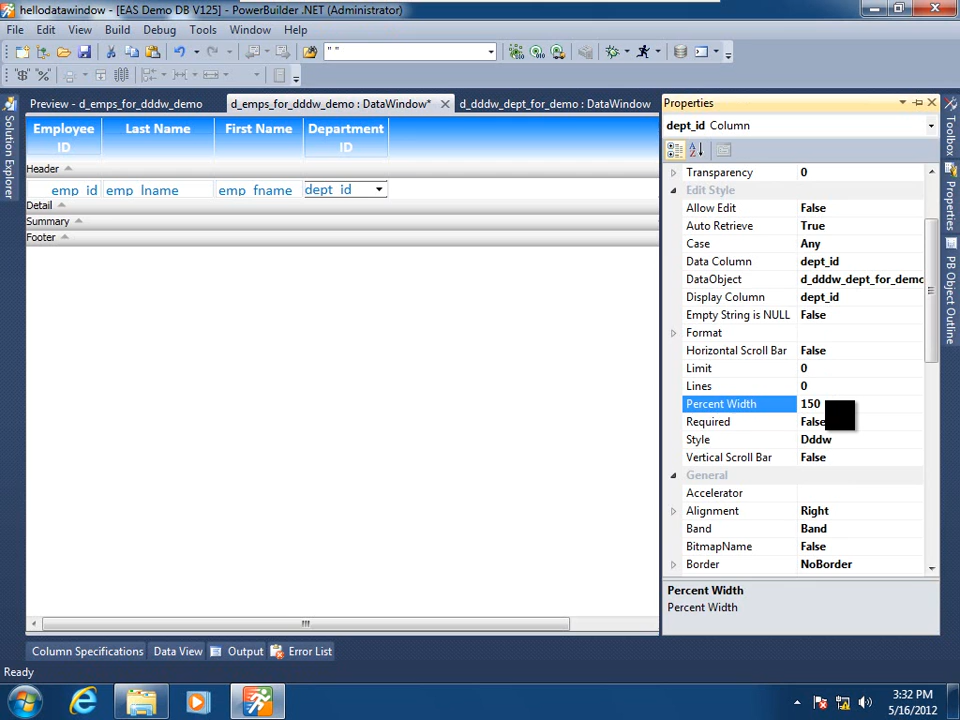 hellodatawindow - [EAS Demo DB V125] - PowerBuilder .NET (Administrator)
File Edit View Build Debug Tools Window Help
" "
Preview - d_emps_for_dddw_demo
d_emps_for_dddw_demo : DataWindow*
d_dddw_dept_for_demo : DataWindow
Employee ID Last Name First Name Department ID
Header
emp_id emp_lname emp_fname dept_id
Detail
Summary
Footer
Solution Explorer
Properties
dept_id Column
Transparency 0
Edit Style
Allow Edit False
Auto Retrieve True
Case Any
Data Column dept_id
DataObject d_dddw_dept_for_demo
Display Column dept_id
Empty String is NULL False
Format
Horizontal Scroll Bar False
Limit 0
Lines 0
Percent Width 150
Required False
Style Dddw
Vertical Scroll Bar False
General
Accelerator
Alignment Right
Band Band
BitmapName False
Border NoBorder
Percent Width
Percent Width
Toolbox
Properties
PB Object Outline
Column Specifications Data View Output Error List
Ready
3:32 PM
5/16/2012